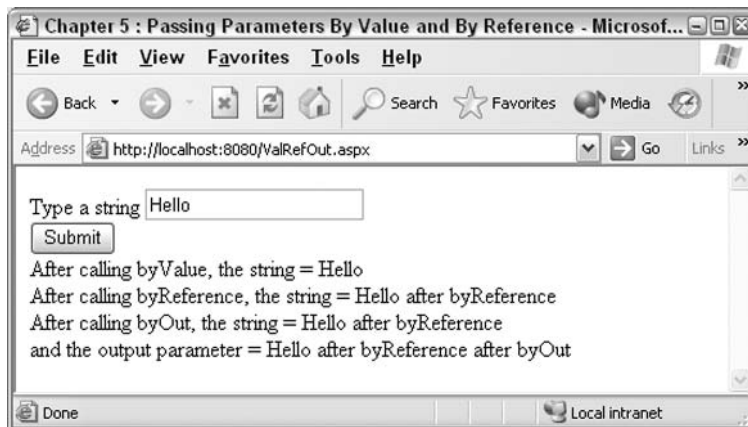 Chapter 5 : Passing Parameters By Value and By Reference - Microsof...
File Edit View Favorites Tools Help
Back Search Favorites Media »
Address http://localhost:8080/ValRefOut.aspx Go Links »
Type a string Hello
Submit
After calling byValue, the string = Hello
After calling byReference, the string = Hello after byReference
After calling byOut, the string = Hello after byReference
and the output parameter = Hello after byReference after byOut
Done Local intranet